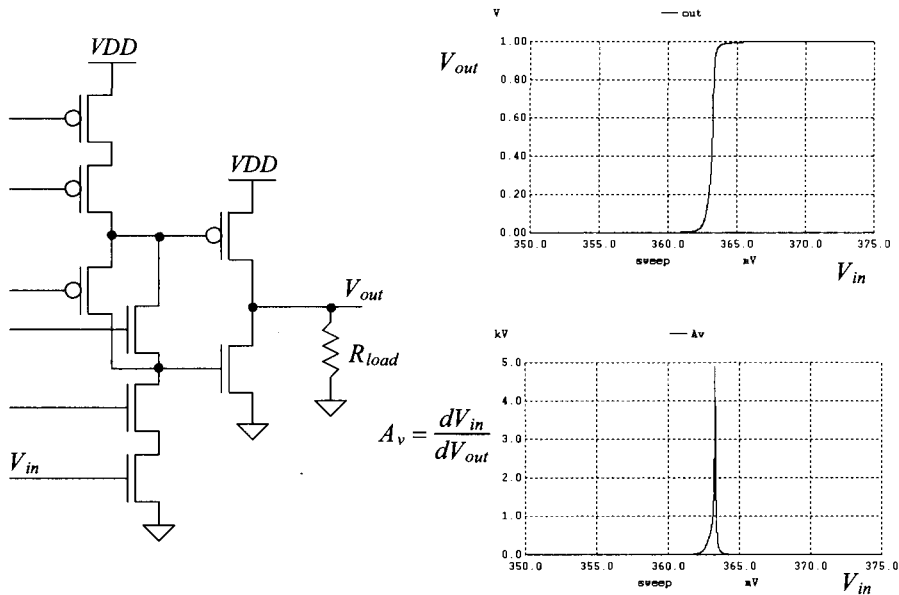 VDD
VDD
V_in
V_out
R_load
V
out
V_out
1.00
0.80
0.60
0.40
0.20
0.00
350.0 355.0 360.0 365.0 370.0 375.0
sweep mV
V_in
kV
Av
5.0
4.0
3.0
2.0
1.0
0.0
350.0 355.0 360.0 365.0 370.0 375.0
sweep mV
V_in
A_v = dV_in / dV_out